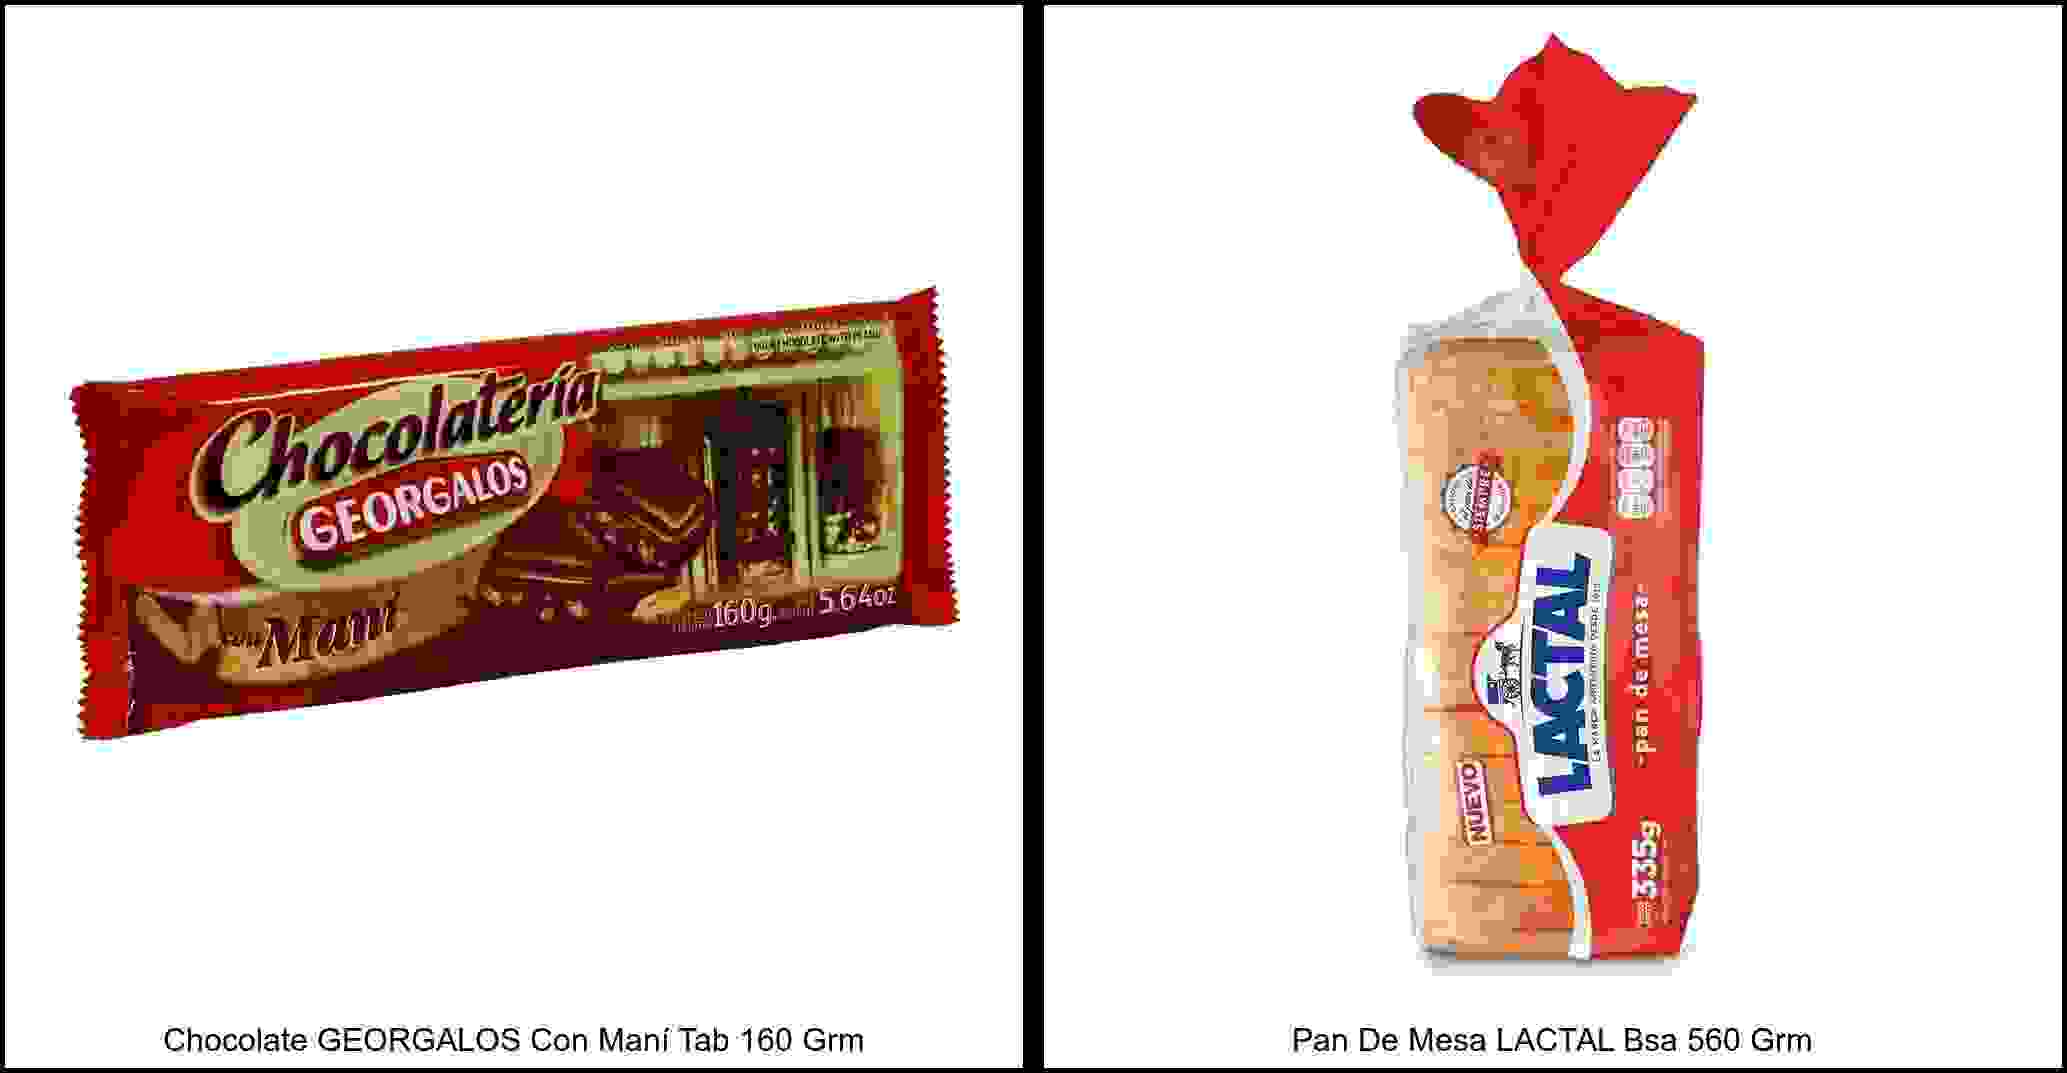 Chocolatería
GEORGALOS
con Maní
160g.
5.64oz
Chocolate GEORGALOS Con Maní Tab 160 Grm
SIEMPRE
LACTAL
pan de mesa
NUEVO
335g
Pan De Mesa LACTAL Bsa 560 Grm